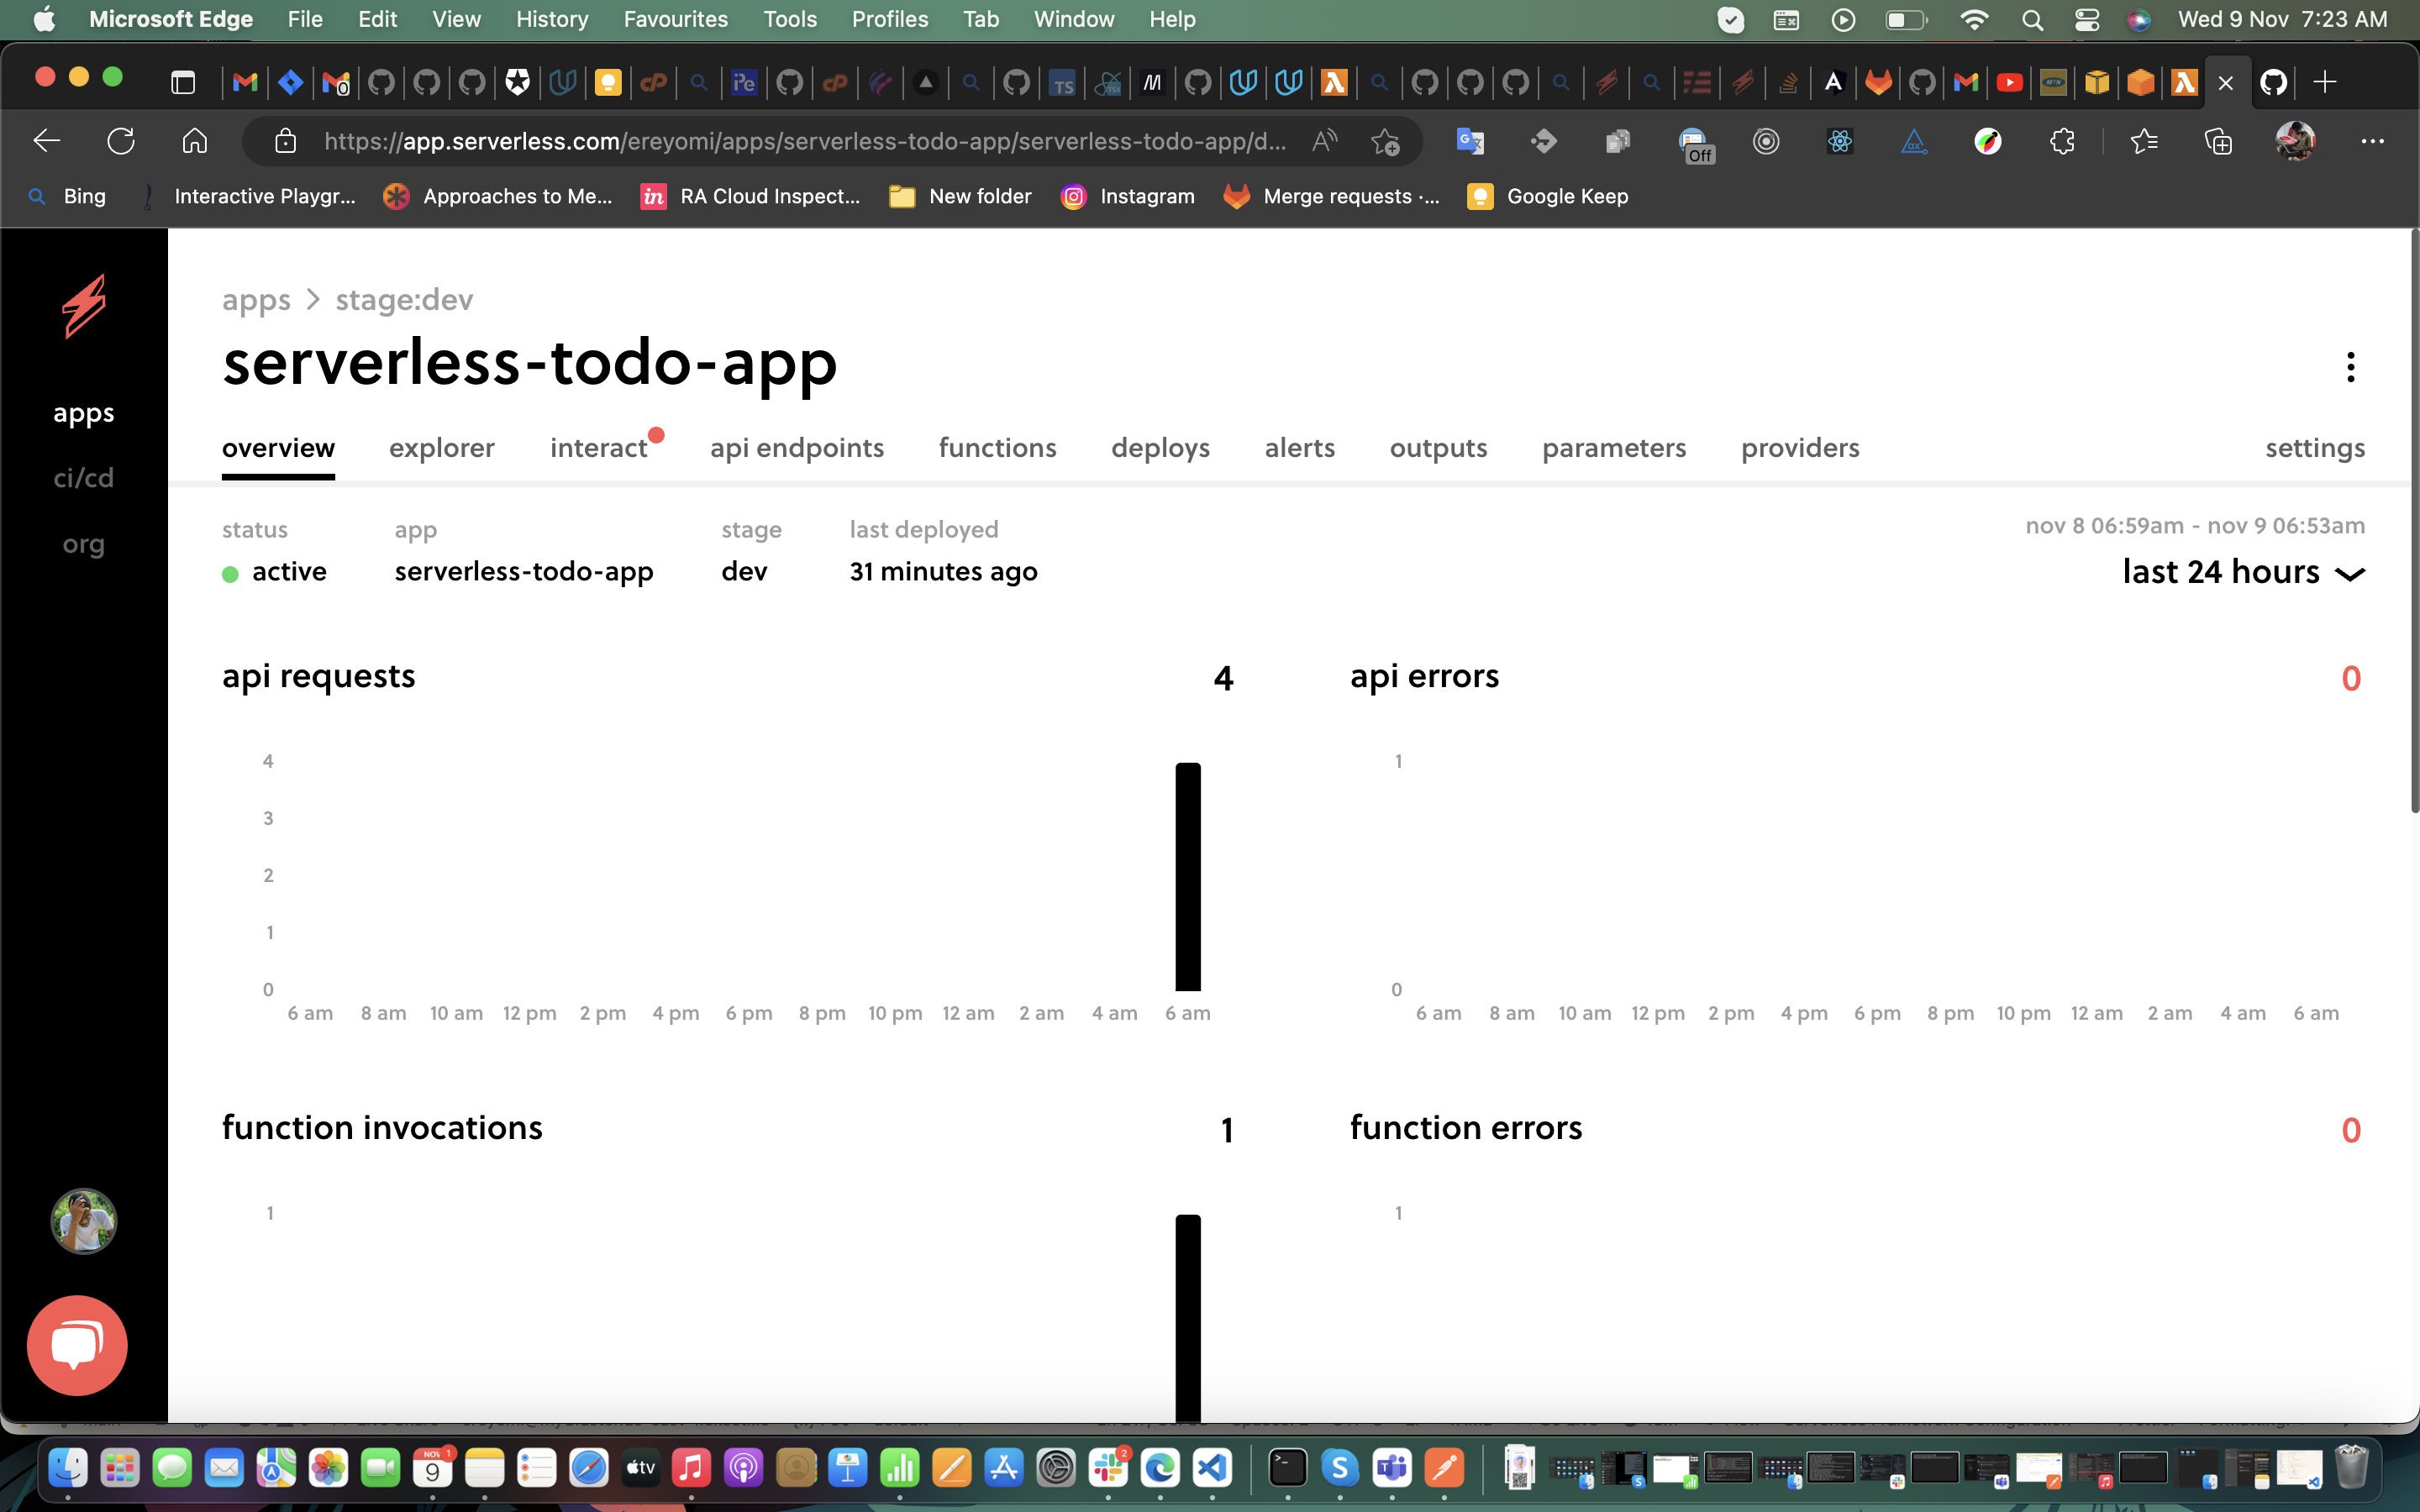 Microsoft Edge File Edit View History Favourites Tools Profiles Tab Window Help Wed 9 Nov 7:23 AM
https://app.serverless.com/ereyomi/apps/serverless-todo-app/serverless-todo-app/d...
Off
Bing Interactive Playgr... Approaches to Me... RA Cloud Inspect... New folder Instagram Merge requests ·... Google Keep
apps > stage:dev
serverless-todo-app
apps
ci/cd
org
overview explorer interact api endpoints functions deploys alerts outputs parameters providers settings
status app stage last deployed
active serverless-todo-app dev 31 minutes ago
nov 8 06:59am - nov 9 06:53am
last 24 hours
api requests 4
4
3
2
1
0
6 am 8 am 10 am 12 pm 2 pm 4 pm 6 pm 8 pm 10 pm 12 am 2 am 4 am 6 am
api errors 0
1
0
6 am 8 am 10 am 12 pm 2 pm 4 pm 6 pm 8 pm 10 pm 12 am 2 am 4 am 6 am
function invocations 1
1
function errors 0
1
NOV 1
9
tv
2